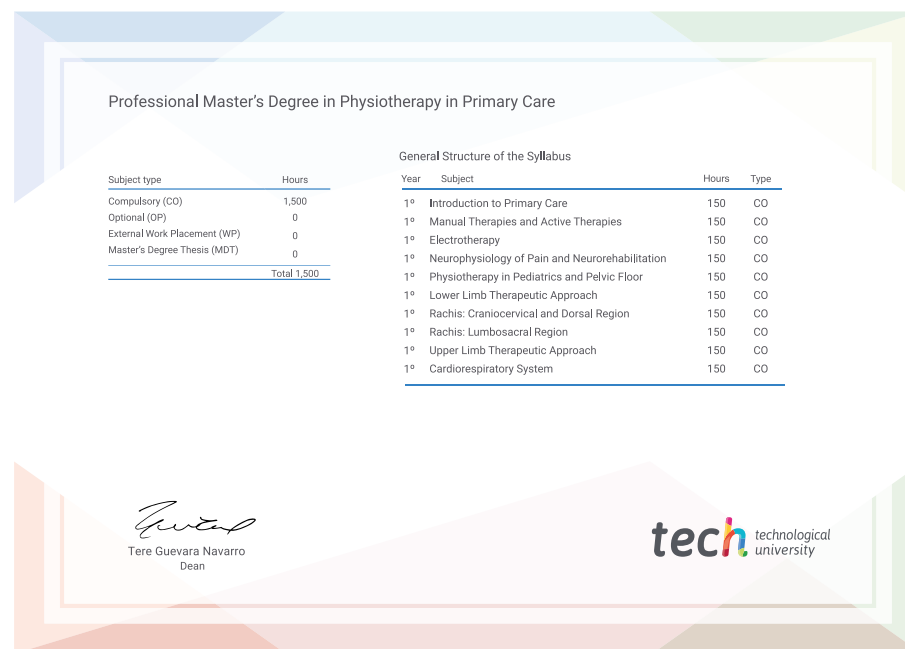 Professional Master's Degree in Physiotherapy in Primary Care
Subject type Hours
Compulsory (CO) 1,500
Optional (OP) 0
External Work Placement (WP) 0
Master's Degree Thesis (MDT) 0
Total 1,500
General Structure of the Syllabus
Year Subject Hours Type
1º Introduction to Primary Care 150 CO
1º Manual Therapies and Active Therapies 150 CO
1º Electrotherapy 150 CO
1º Neurophysiology of Pain and Neurorehabilitation 150 CO
1º Physiotherapy in Pediatrics and Pelvic Floor 150 CO
1º Lower Limb Therapeutic Approach 150 CO
1º Rachis: Craniocervical and Dorsal Region 150 CO
1º Rachis: Lumbosacral Region 150 CO
1º Upper Limb Therapeutic Approach 150 CO
1º Cardiorespiratory System 150 CO
Tere Guevara Navarro
Dean
tech technological
university